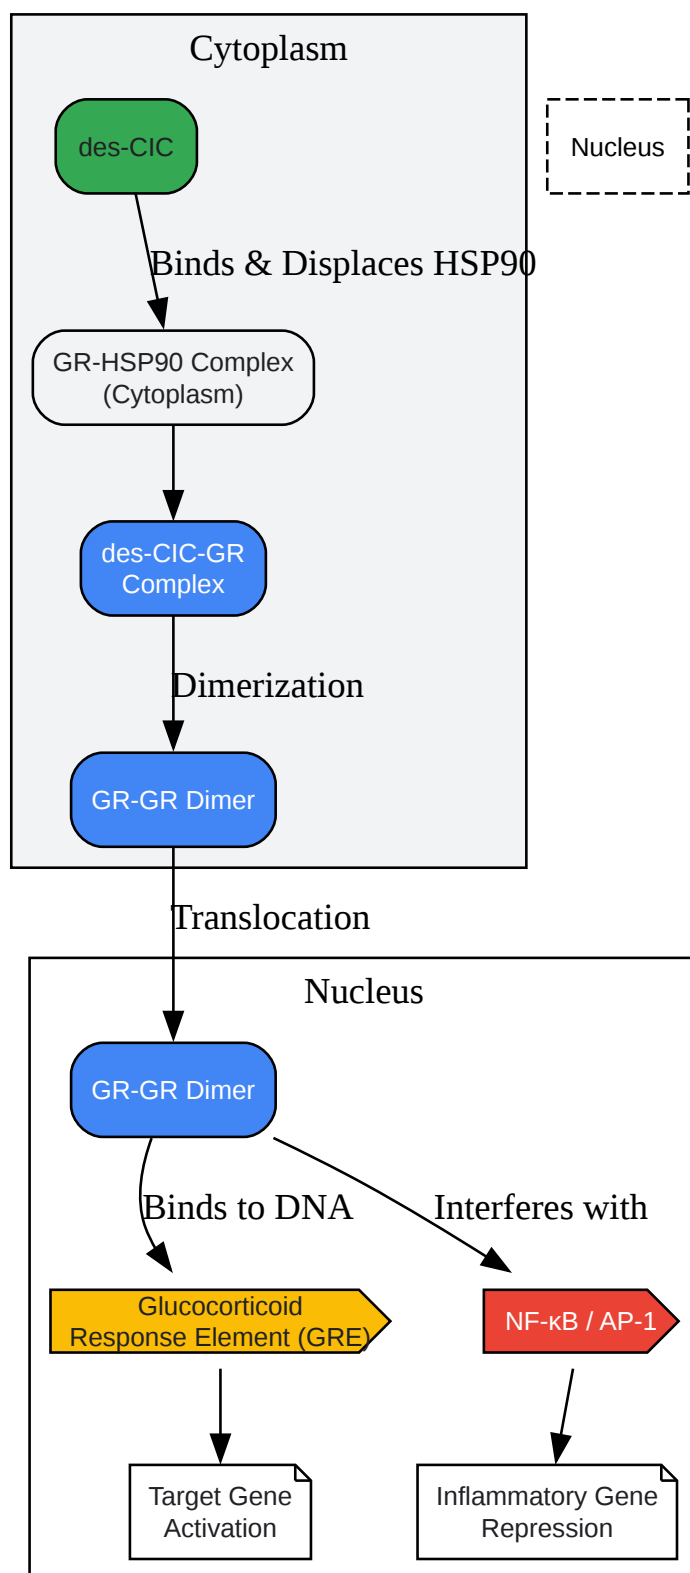 Cytoplasm
des-CIC
Nucleus
Binds & Displaces HSP90
GR-HSP90 Complex
(Cytoplasm)
des-CIC-GR
Complex
Dimerization
GR-GR Dimer
Translocation
Nucleus
GR-GR Dimer
Binds to DNA
Interferes with
Glucocorticoid
Response Element (GRE)
NF-κB / AP-1
Target Gene
Activation
Inflammatory Gene
Repression